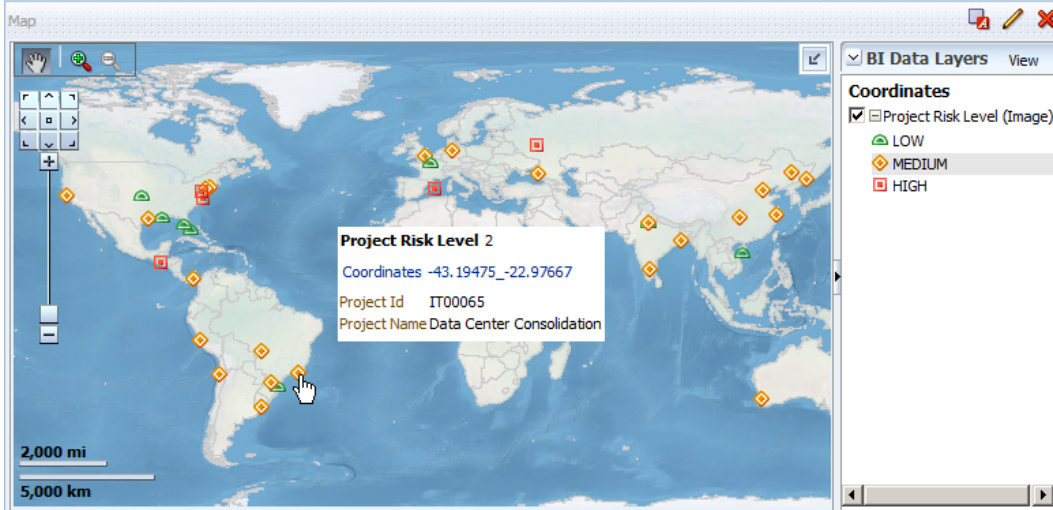 Map
BI Data Layers View
Coordinates
Project Risk Level (Image)
LOW
MEDIUM
HIGH
Project Risk Level 2
Coordinates -43.19475_-22.97667
Project Id IT00065
Project Name Data Center Consolidation
2,000 mi
5,000 km